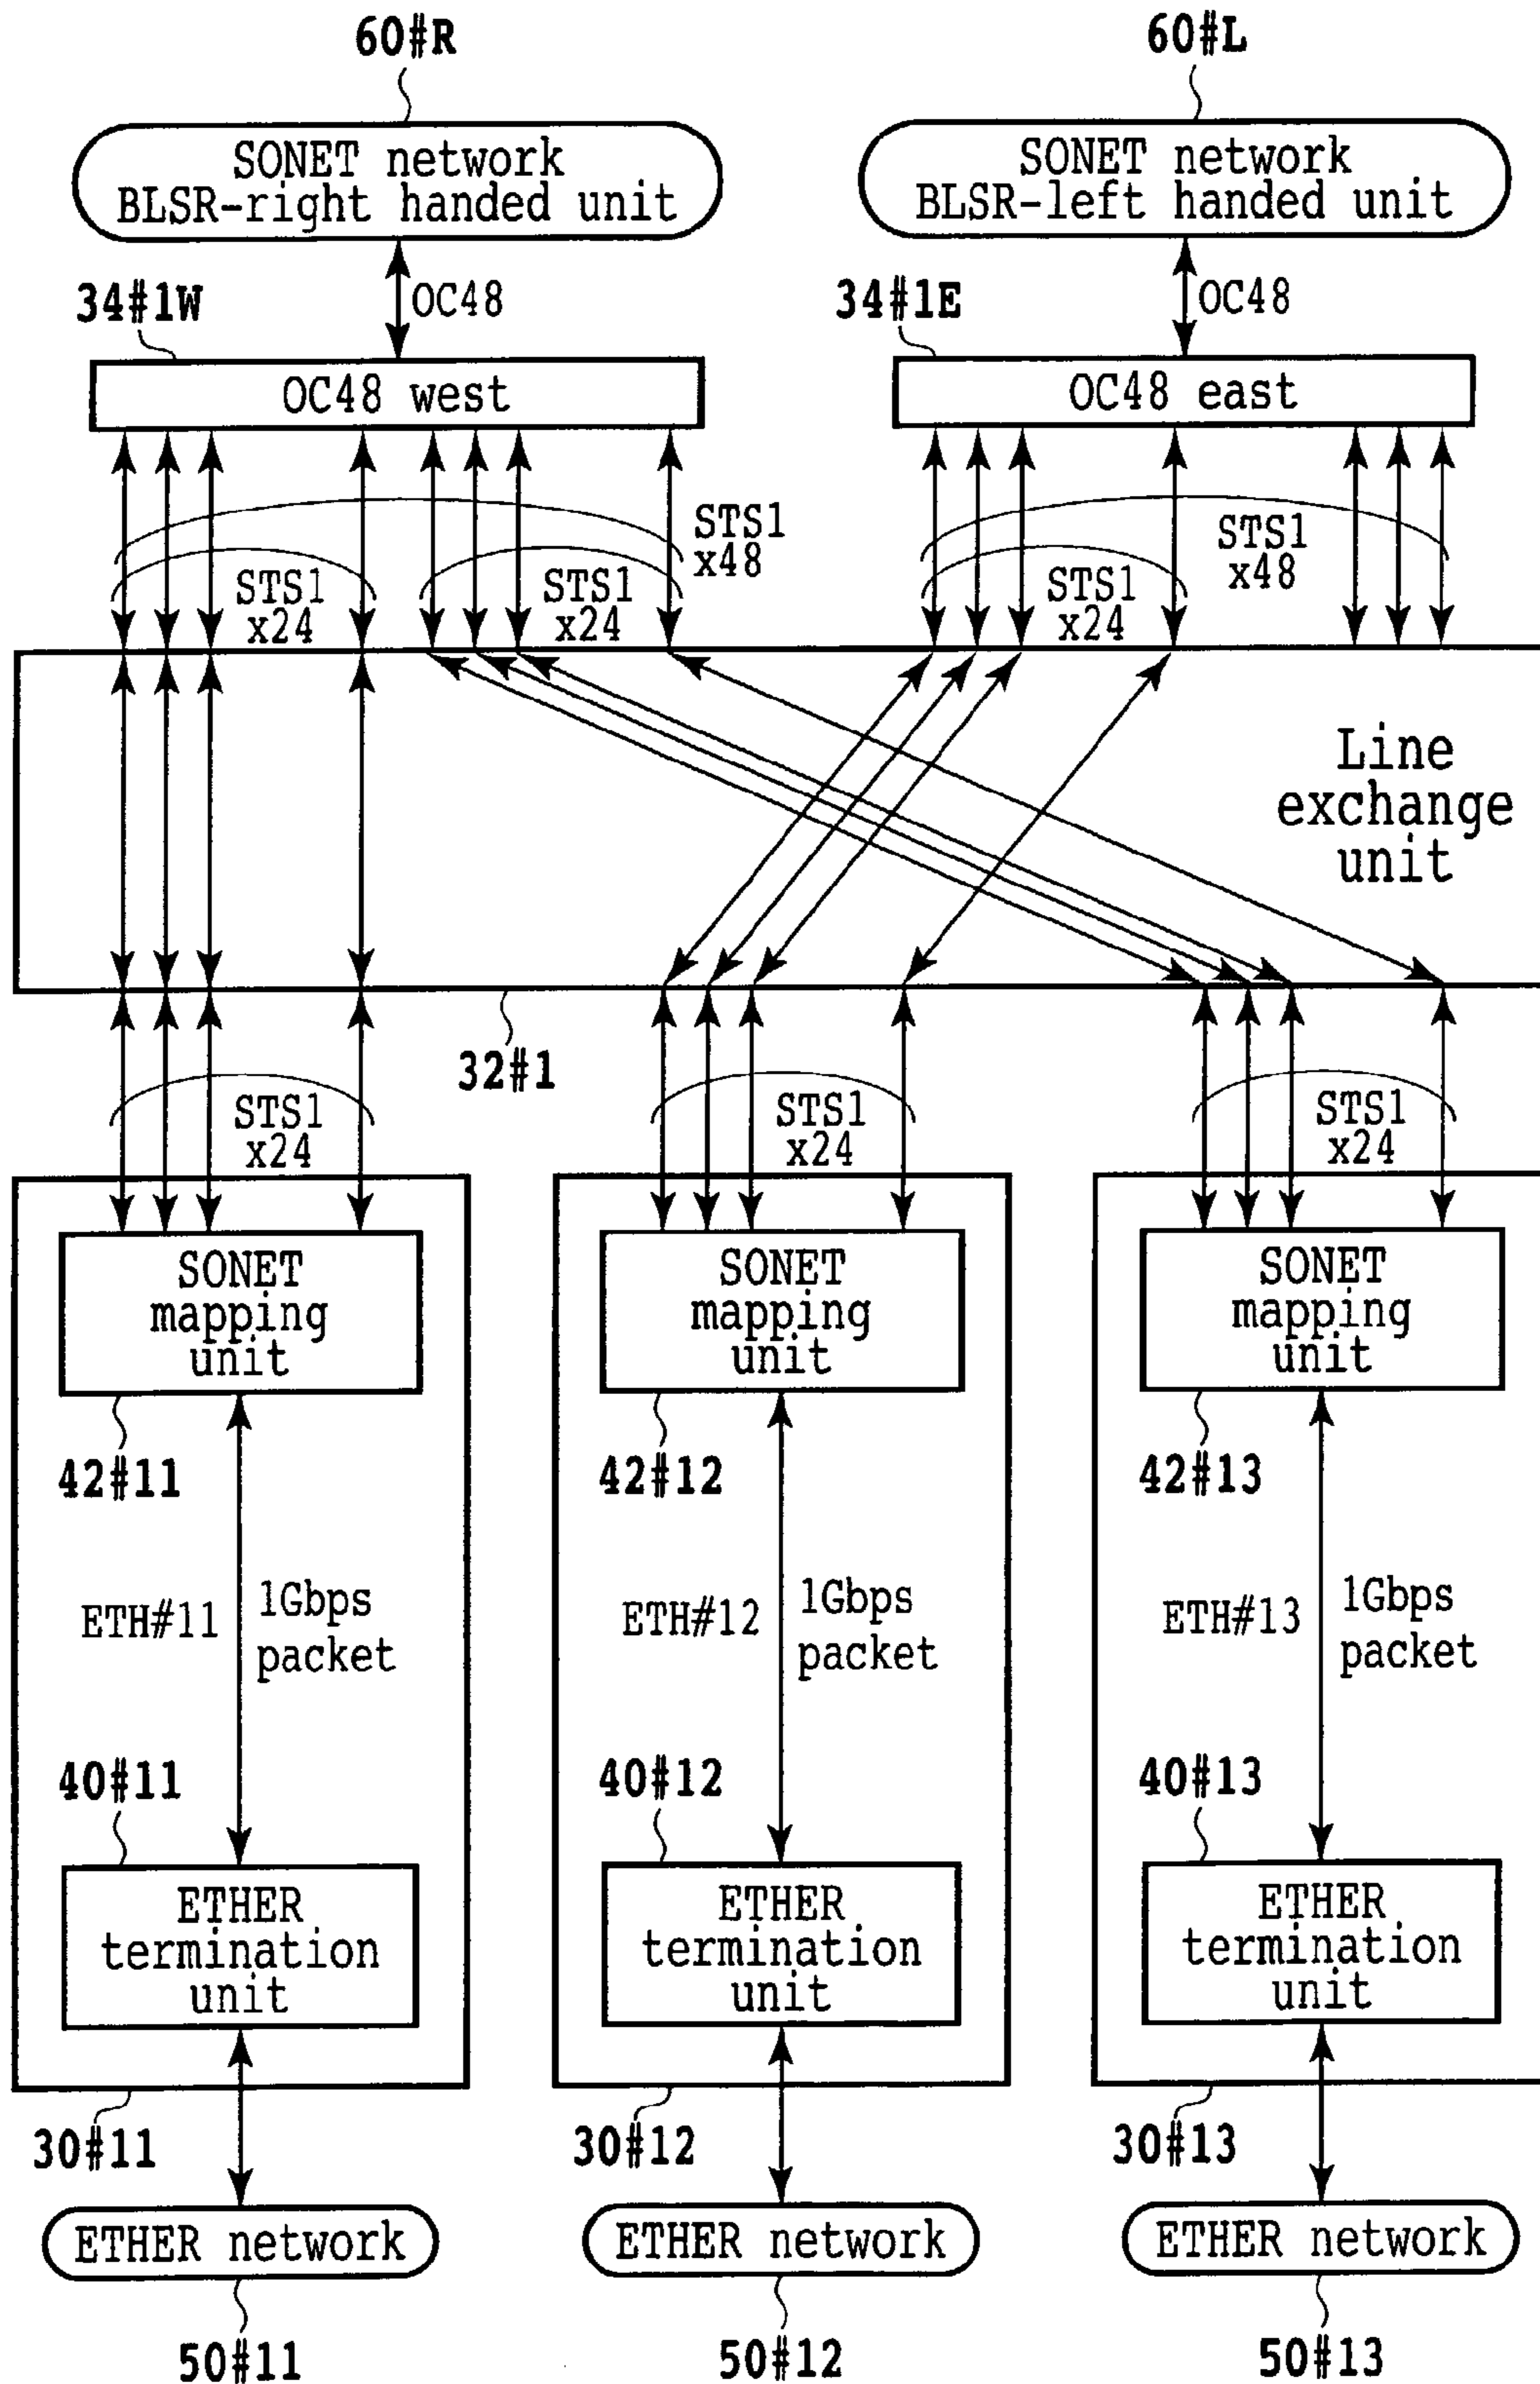 60#R
60#L
SONET network
BLSR-right handed unit
SONET network
BLSR-left handed unit
34#1W
OC48
34#1E
OC48
OC48 west
OC48 east
STS1
x48
STS1
x24
STS1
x24
STS1
x48
STS1
x24
Line
exchange
unit
32#1
STS1
x24
STS1
x24
STS1
x24
SONET
mapping
unit
SONET
mapping
unit
SONET
mapping
unit
42#11
42#12
42#13
ETH#11
1Gbps
packet
ETH#12
1Gbps
packet
ETH#13
1Gbps
packet
40#11
40#12
40#13
ETHER
termination
unit
ETHER
termination
unit
ETHER
termination
unit
30#11
30#12
30#13
ETHER network
ETHER network
ETHER network
50#11
50#12
50#13